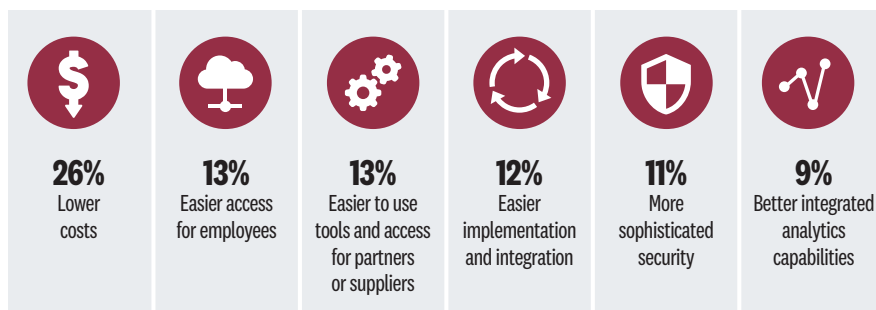 26%
Lower
costs
13%
Easier access
for employees
13%
Easier to use
tools and access
for partners
or suppliers
12%
Easier
implementation
and integration
11%
More
sophisticated
security
9%
Better integrated
analytics
capabilities